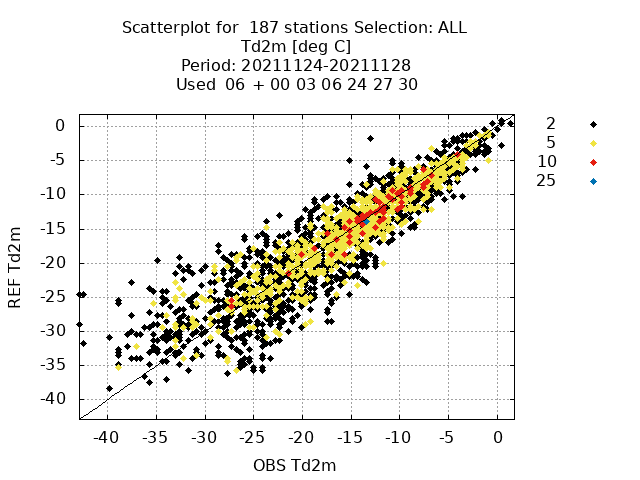 Scatterplot for  187 stations Selection: ALL
Td2m [deg C]
Period: 20211124-20211128
Used  06 + 00 03 06 24 27 30
2
5
10
25
0
-5
-10
-15
-20
-25
-30
-35
-40
REF Td2m
-40 -35 -30 -25 -20 -15 -10 -5 0
OBS Td2m